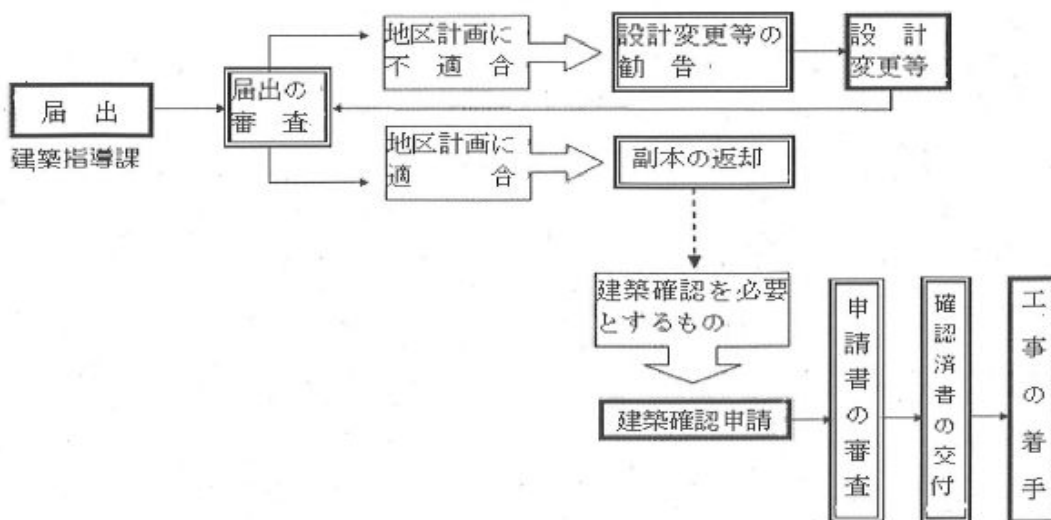 届出
建築指導課
届出の
審査
地区計画に
不適合
設計変更等の
勧告
設計
変更等
地区計画に
適合
副本の返却
建築確認を必要
とするもの
建築確認申請
申請書の審査
確認済書の交付
工事の着手